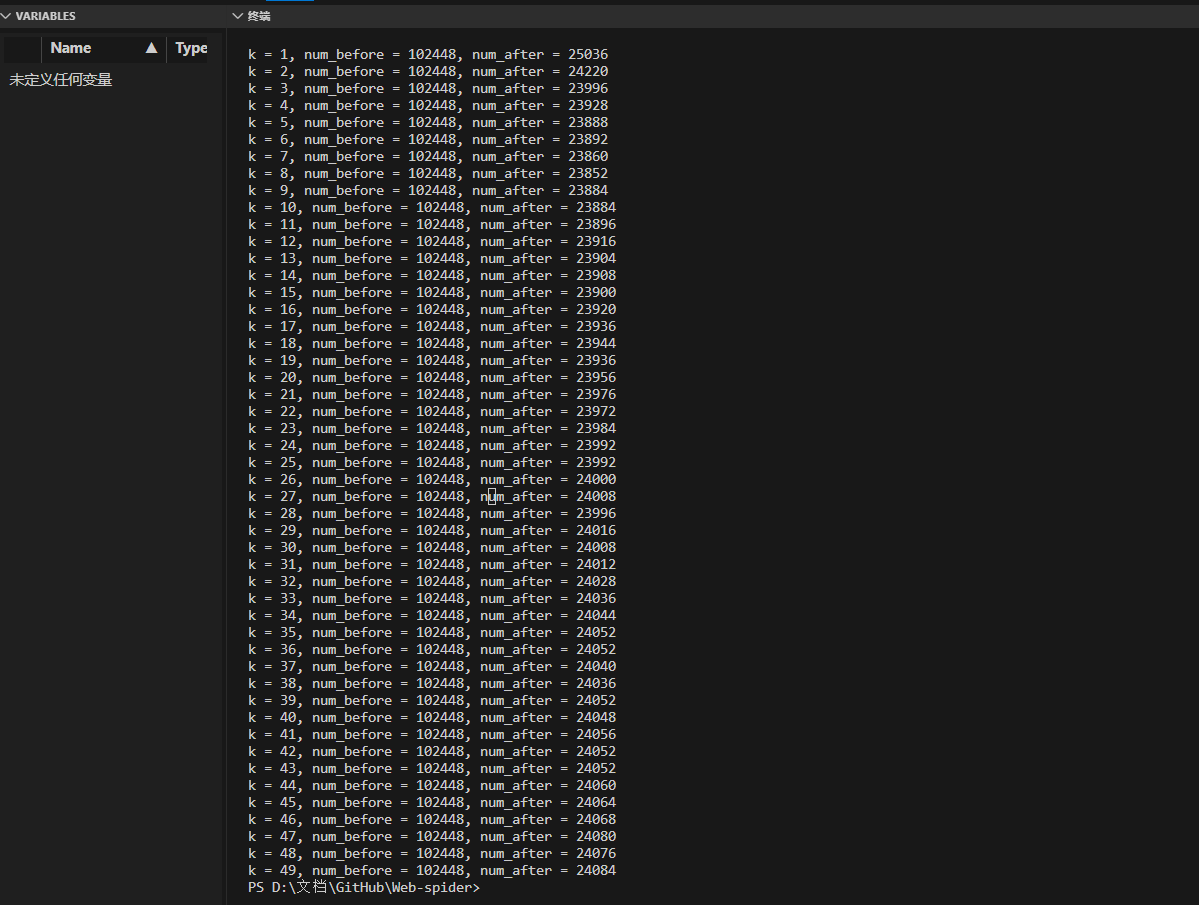 VARIABLES
终端
Name
Type
未定义任何变量
k = 1, num_before = 102448, num_after = 25036
k = 2, num_before = 102448, num_after = 24220
k = 3, num_before = 102448, num_after = 23996
k = 4, num_before = 102448, num_after = 23928
k = 5, num_before = 102448, num_after = 23888
k = 6, num_before = 102448, num_after = 23892
k = 7, num_before = 102448, num_after = 23860
k = 8, num_before = 102448, num_after = 23852
k = 9, num_before = 102448, num_after = 23884
k = 10, num_before = 102448, num_after = 23884
k = 11, num_before = 102448, num_after = 23896
k = 12, num_before = 102448, num_after = 23916
k = 13, num_before = 102448, num_after = 23904
k = 14, num_before = 102448, num_after = 23908
k = 15, num_before = 102448, num_after = 23900
k = 16, num_before = 102448, num_after = 23920
k = 17, num_before = 102448, num_after = 23936
k = 18, num_before = 102448, num_after = 23944
k = 19, num_before = 102448, num_after = 23936
k = 20, num_before = 102448, num_after = 23956
k = 21, num_before = 102448, num_after = 23976
k = 22, num_before = 102448, num_after = 23972
k = 23, num_before = 102448, num_after = 23984
k = 24, num_before = 102448, num_after = 23992
k = 25, num_before = 102448, num_after = 23992
k = 26, num_before = 102448, num_after = 24000
k = 27, num_before = 102448, num_after = 24008
k = 28, num_before = 102448, num_after = 23996
k = 29, num_before = 102448, num_after = 24016
k = 30, num_before = 102448, num_after = 24008
k = 31, num_before = 102448, num_after = 24012
k = 32, num_before = 102448, num_after = 24028
k = 33, num_before = 102448, num_after = 24036
k = 34, num_before = 102448, num_after = 24044
k = 35, num_before = 102448, num_after = 24052
k = 36, num_before = 102448, num_after = 24052
k = 37, num_before = 102448, num_after = 24040
k = 38, num_before = 102448, num_after = 24036
k = 39, num_before = 102448, num_after = 24052
k = 40, num_before = 102448, num_after = 24048
k = 41, num_before = 102448, num_after = 24056
k = 42, num_before = 102448, num_after = 24052
k = 43, num_before = 102448, num_after = 24052
k = 44, num_before = 102448, num_after = 24060
k = 45, num_before = 102448, num_after = 24064
k = 46, num_before = 102448, num_after = 24068
k = 47, num_before = 102448, num_after = 24080
k = 48, num_before = 102448, num_after = 24076
k = 49, num_before = 102448, num_after = 24084
PS D:\文档\GitHub\Web-spider>